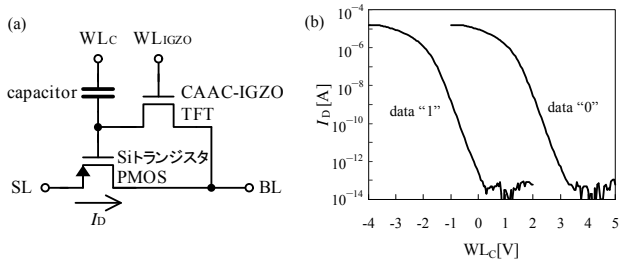 (a)
WLC
WLIGZO
capacitor
CAAC-IGZO
TFT
Siトランジスタ
PMOS
SL
BL
ID
(b)
ID[A]
10-4
10-6
10-8
10-10
10-12
10-14
data “1”
data “0”
-4 -3 -2 -1 0 1 2 3 4 5
WLC[V]